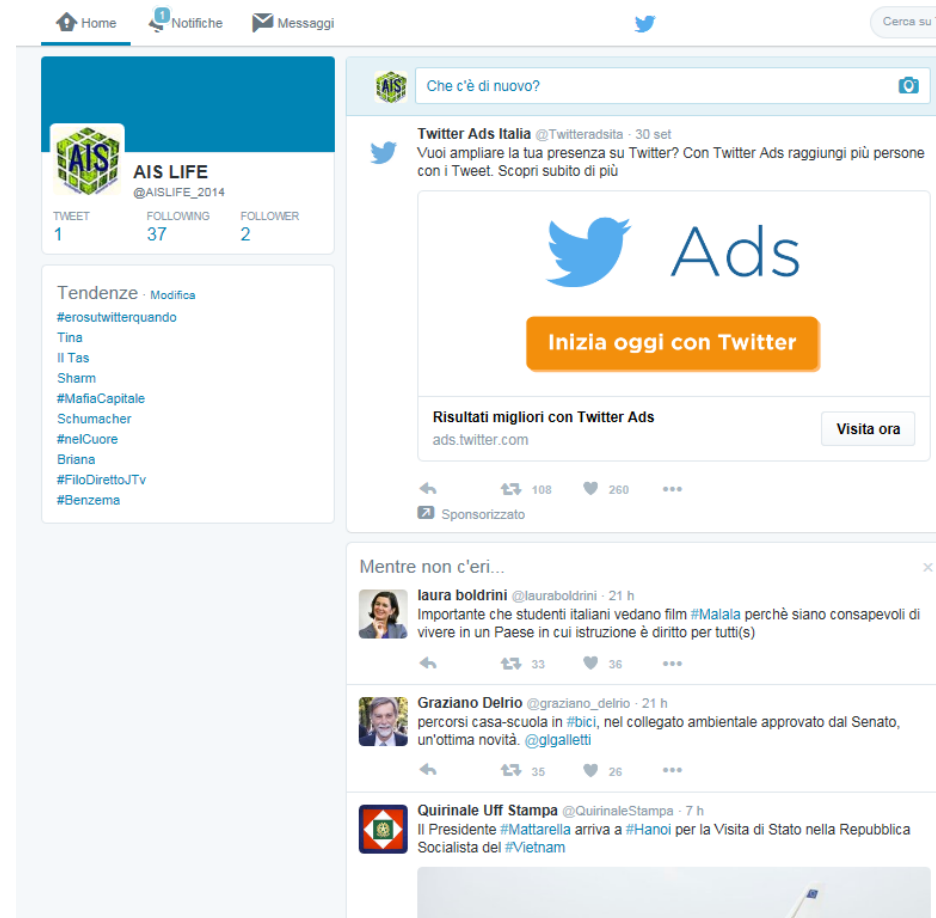 Home
1
Notifiche
Messaggi
Cerca su
AIS
Che c'è di nuovo?
AIS
AIS LIFE
@AISLIFE_2014
TWEET FOLLOWING FOLLOWER
1 37 2
Tendenze · Modifica
#erosutwitterquando
Tina
Il Tas
Sharm
#MafiaCapitale
Schumacher
#nelCuore
Briana
#FiloDirettoJTv
#Benzema
Twitter Ads Italia @Twitteradsita · 30 set
Vuoi ampliare la tua presenza su Twitter? Con Twitter Ads raggiungi più persone
con i Tweet. Scopri subito di più
Ads
Inizia oggi con Twitter
Risultati migliori con Twitter Ads
ads.twitter.com
Visita ora
108 260
Sponsorizzato
Mentre non c'eri...
laura boldrini @lauraboldrini · 21 h
Importante che studenti italiani vedano film #Malala perchè siano consapevoli di
vivere in un Paese in cui istruzione è diritto per tutti(s)
33 36
Graziano Delrio @graziano_delrio · 21 h
percorsi casa-scuola in #bici, nel collegato ambientale approvato dal Senato,
un'ottima novità. @glgalletti
35 26
Quirinale Uff Stampa @QuirinaleStampa · 7 h
Il Presidente #Mattarella arriva a #Hanoi per la Visita di Stato nella Repubblica
Socialista del #Vietnam